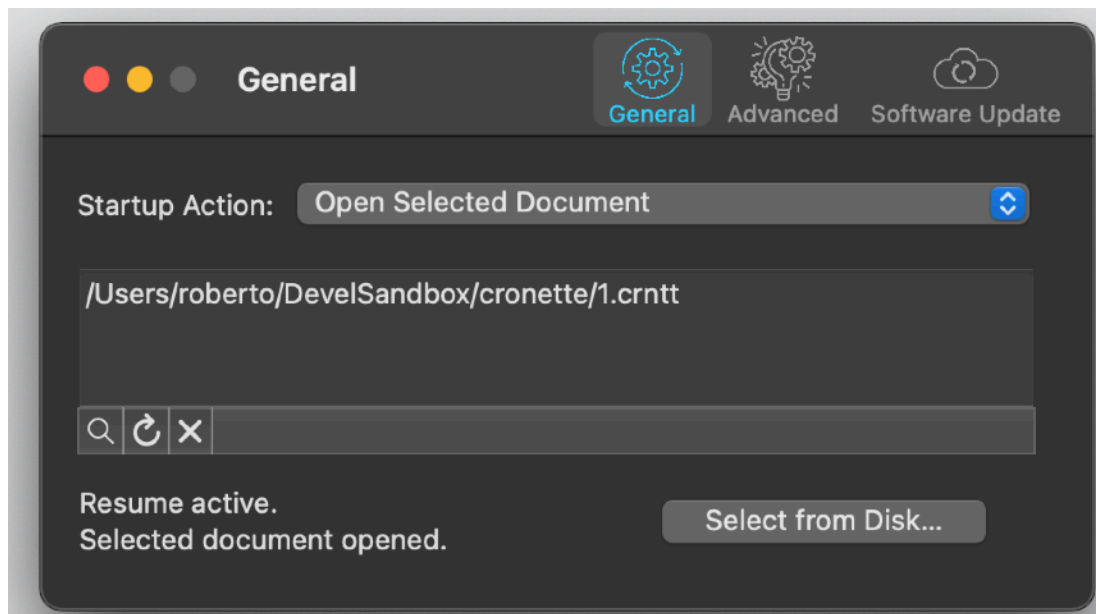 General
General
Advanced
Software Update
Startup Action:
Open Selected Document
/Users/roberto/DevelSandbox/cronette/1.crntt
Resume active.
Selected document opened.
Select from Disk...